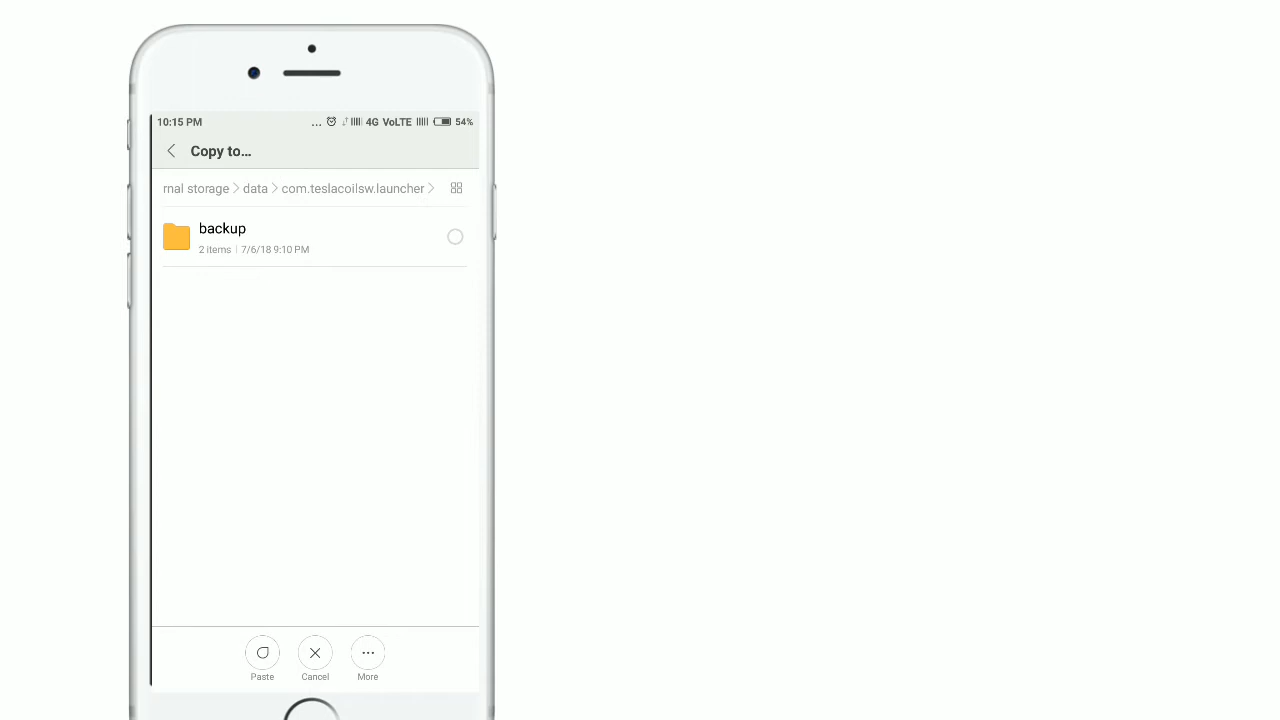 10:15 PM ... 4G VoLTE 54%
Copy to...
rnal storage > data > com.teslacoilsw.launcher >
backup
2 items | 7/6/18 9:10 PM
Paste Cancel More